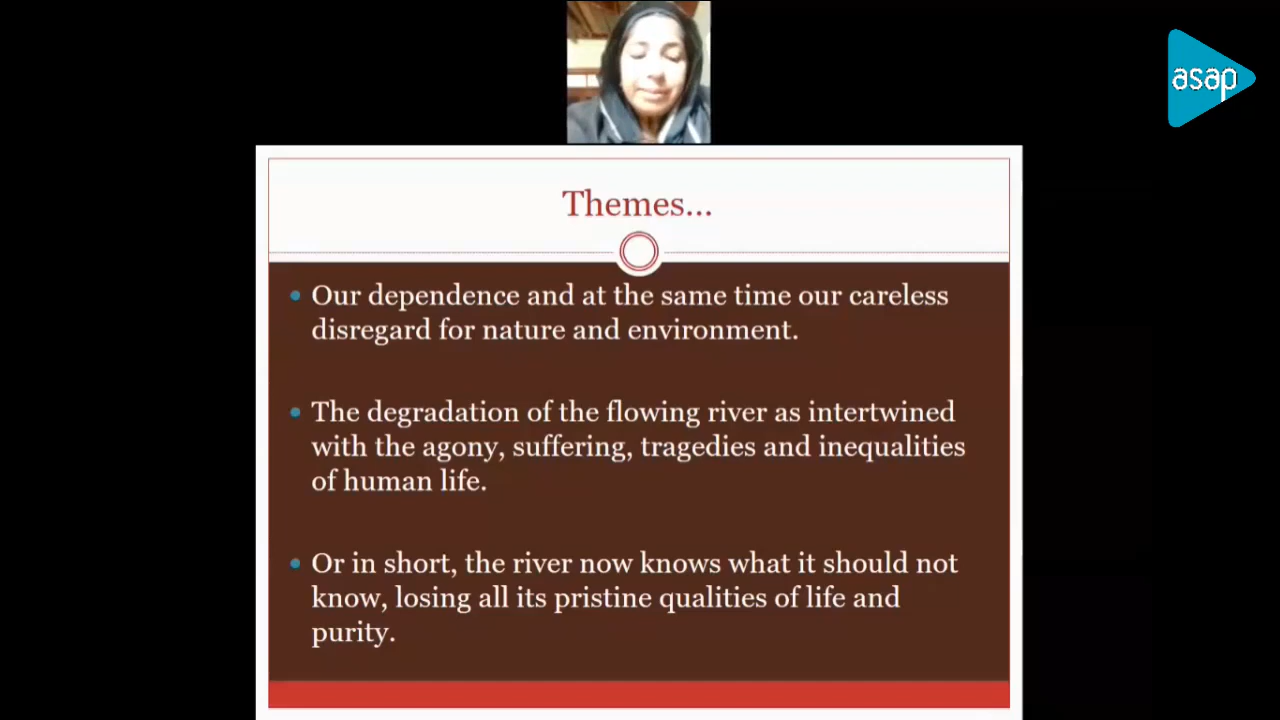 asap
Themes...
• Our dependence and at the same time our careless
disregard for nature and environment.
• The degradation of the flowing river as intertwined
with the agony, suffering, tragedies and inequalities
of human life.
• Or in short, the river now knows what it should not
know, losing all its pristine qualities of life and
purity.